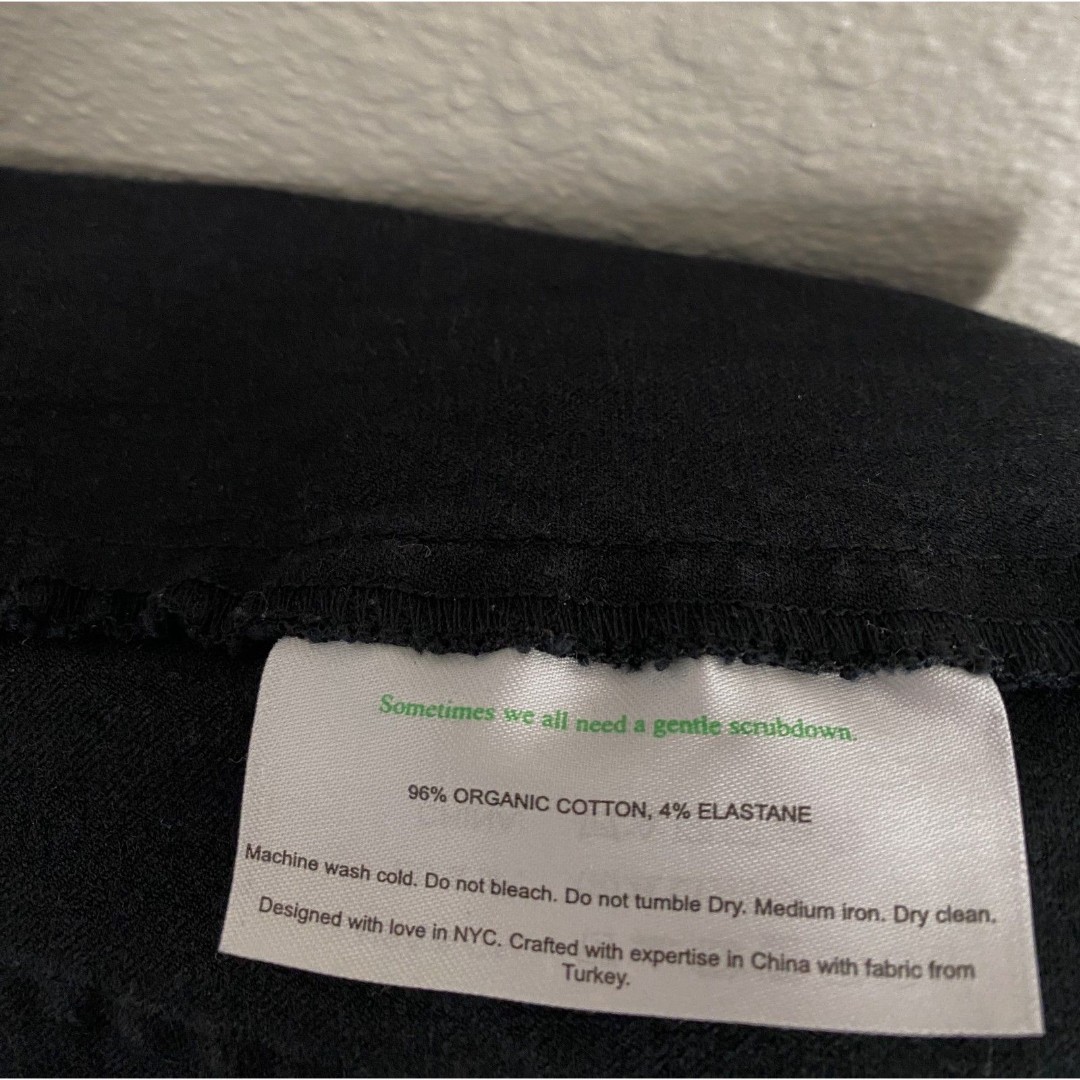 Sometimes we all need a gentle scrubdown.
96% ORGANIC COTTON, 4% ELASTANE
Machine wash cold. Do not bleach. Do not tumble Dry. Medium iron. Dry clean.
Designed with love in NYC. Crafted with expertise in China with fabric from
Turkey.